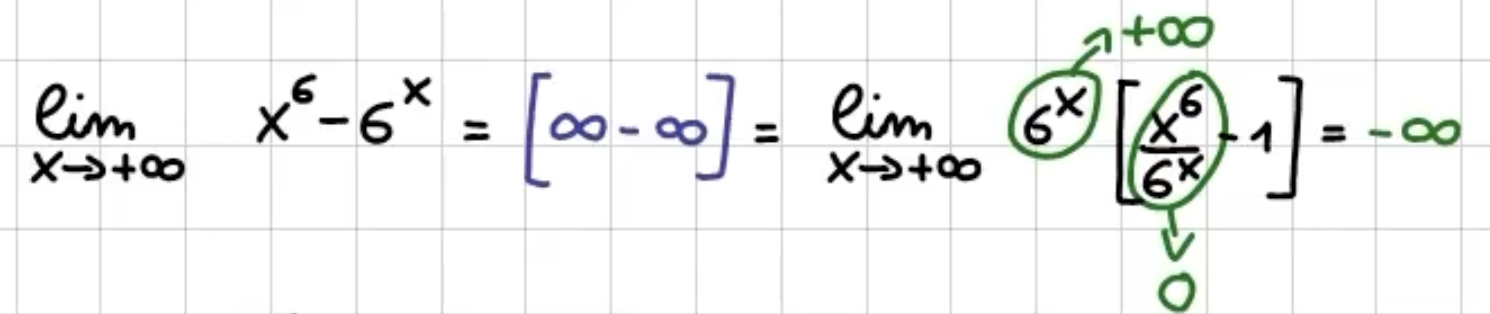 +∞
lim x→+∞ x⁶ - 6ˣ = [∞ - ∞] = lim x→+∞ 6ˣ [x⁶/6ˣ - 1] = -∞
0